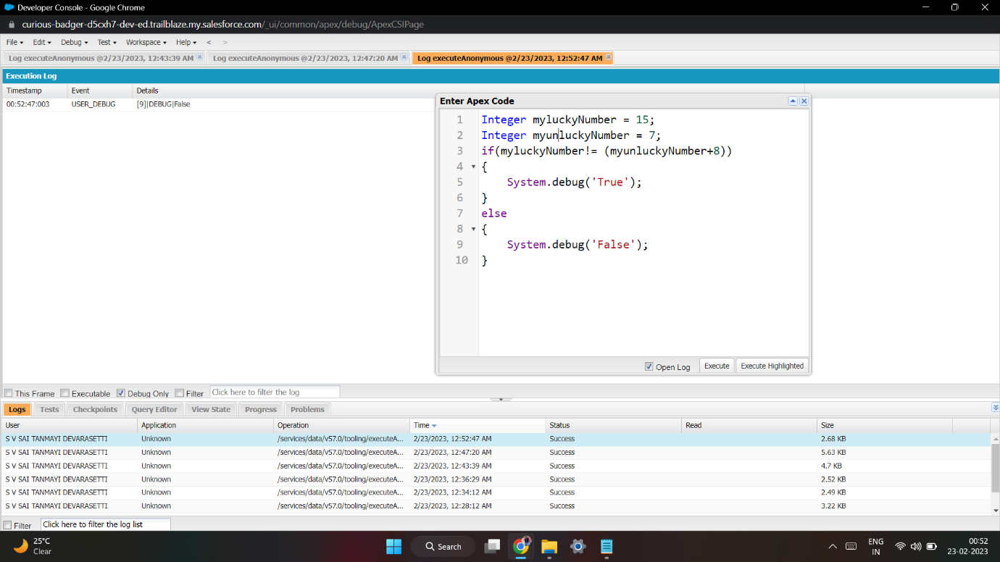 Developer Console - Google Chrome
curious-badger-d5cxh7-dev-ed.trailblaze.my.salesforce.com/_ui/common/apex/debug/ApexCSIPage
File Edit Debug Test Workspace Help < >
Log executeAnonymous @2/23/2023, 12:43:39 AM Log executeAnonymous @2/23/2023, 12:47:20 AM Log executeAnonymous @2/23/2023, 12:52:47 AM
Execution Log
Timestamp Event Details
00:52:47:003 USER_DEBUG [9]|DEBUG|False
Enter Apex Code
1 Integer myluckyNumber = 15;
2 Integer myunluckyNumber = 7;
3 if(myluckyNumber!= (myunluckyNumber+8))
4 {
5 System.debug('True');
6 }
7 else
8 {
9 System.debug('False');
10 }
Open Log Execute Execute Highlighted
This Frame Executable Debug Only Filter Click here to filter the log
Logs Tests Checkpoints Query Editor View State Progress Problems
User Application Operation Time Status Read Size
S V SAI TANMAYI DEVARASETTI Unknown /services/data/v57.0/tooling/executeA... 2/23/2023, 12:52:47 AM Success 2.68 KB
S V SAI TANMAYI DEVARASETTI Unknown /services/data/v57.0/tooling/executeA... 2/23/2023, 12:47:20 AM Success 5.63 KB
S V SAI TANMAYI DEVARASETTI Unknown /services/data/v57.0/tooling/executeA... 2/23/2023, 12:43:39 AM Success 4.7 KB
S V SAI TANMAYI DEVARASETTI Unknown /services/data/v57.0/tooling/executeA... 2/23/2023, 12:36:29 AM Success 2.52 KB
S V SAI TANMAYI DEVARASETTI Unknown /services/data/v57.0/tooling/executeA... 2/23/2023, 12:34:12 AM Success 2.49 KB
S V SAI TANMAYI DEVARASETTI Unknown /services/data/v57.0/tooling/executeA... 2/23/2023, 12:28:12 AM Success 3.22 KB
Filter Click here to filter the log list
25°C
Clear
Search
ENG
IN
00:52
23-02-2023